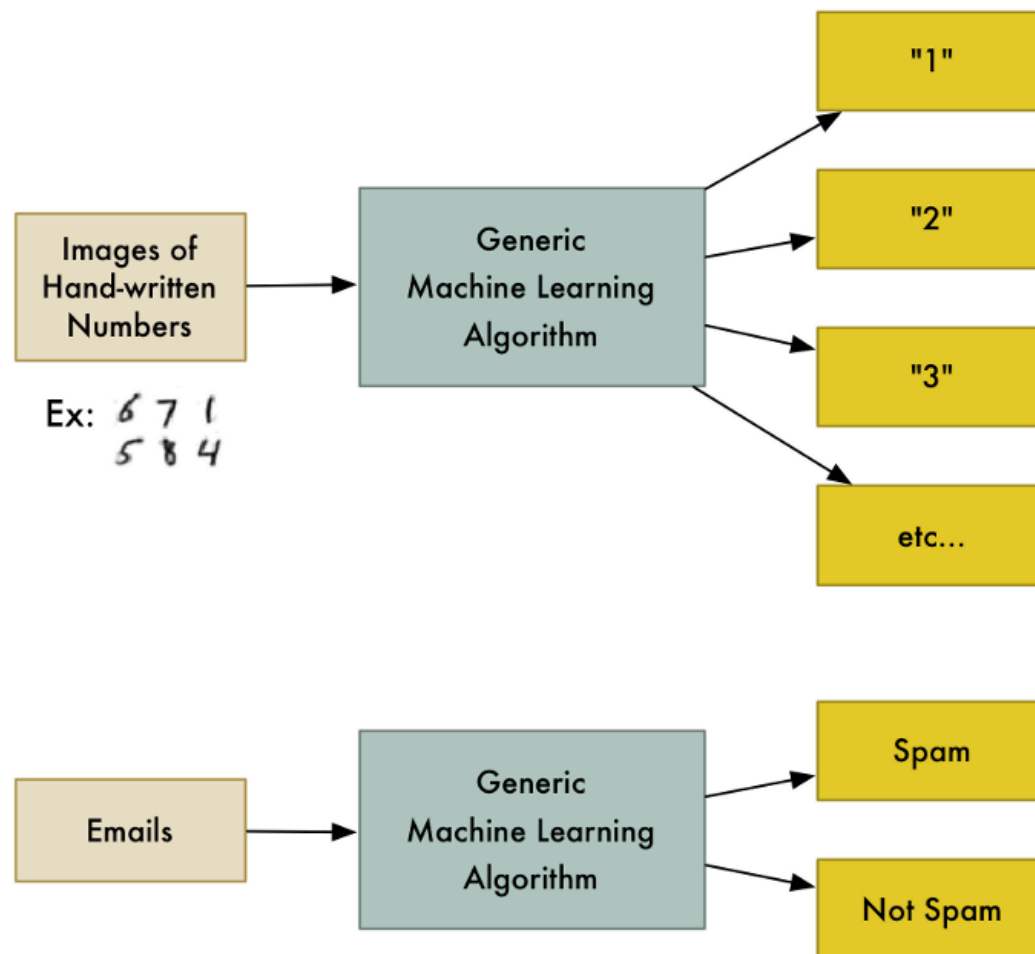 "1"
Images of
Hand-written
Numbers
Generic
Machine Learning
Algorithm
"2"
"3"
etc...
Ex: 6 7 1
5 8 4
Emails
Generic
Machine Learning
Algorithm
Spam
Not Spam